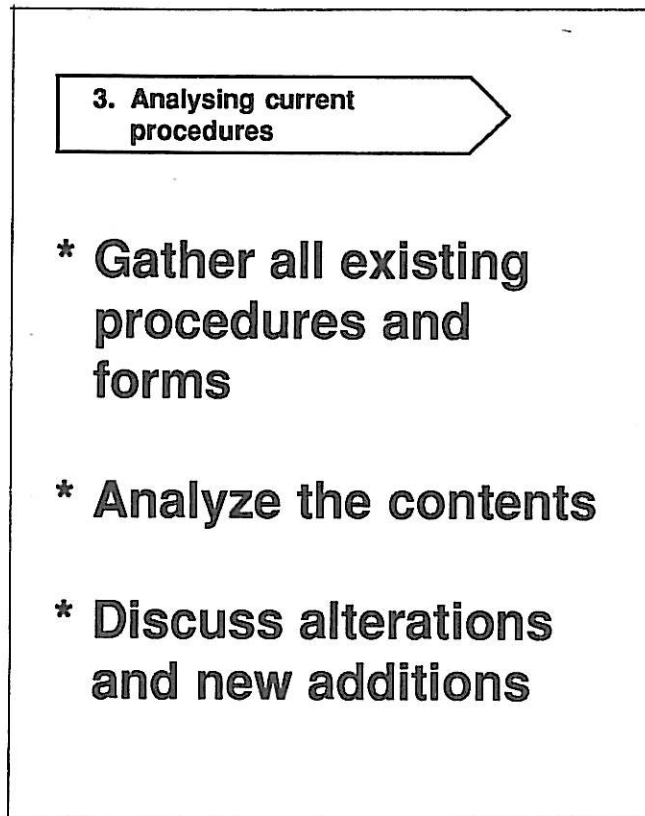 3. Analysing current
procedures
* Gather all existing
procedures and
forms
* Analyze the contents
* Discuss alterations
and new additions